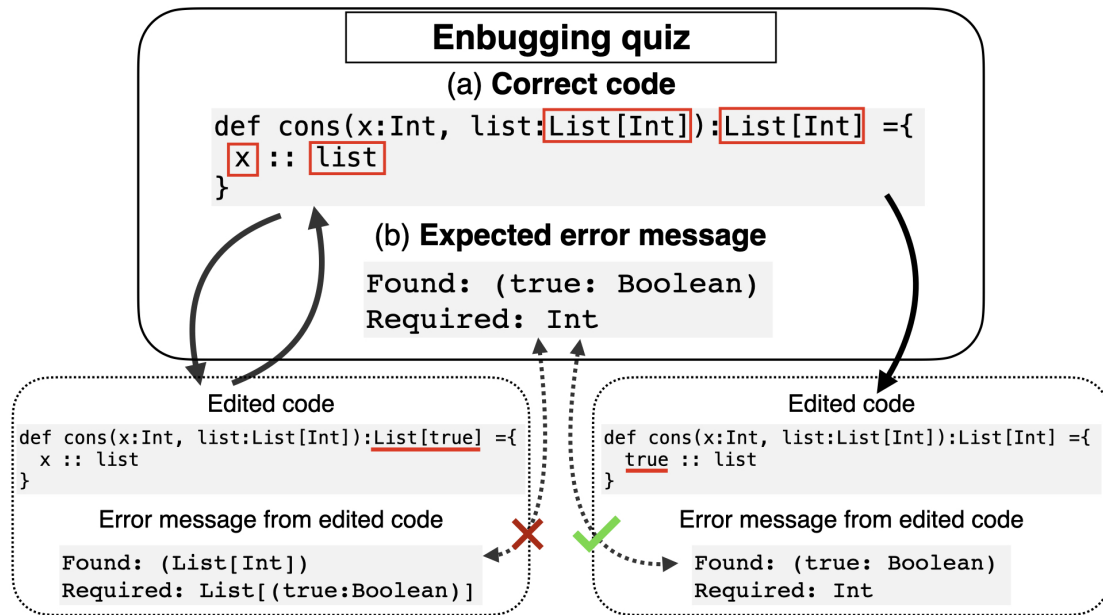 Enbugging quiz
(a) Correct code
def cons(x:Int, list:List[Int]):List[Int] ={
x :: list
}
(b) Expected error message
Found: (true: Boolean)
Required: Int
Edited code
def cons(x:Int, list:List[Int]):List[true] ={
x :: list
}
Error message from edited code
Found: (List[Int])
Required: List[(true:Boolean)]
Edited code
def cons(x:Int, list:List[Int]):List[Int] ={
true :: list
}
Error message from edited code
Found: (true: Boolean)
Required: Int